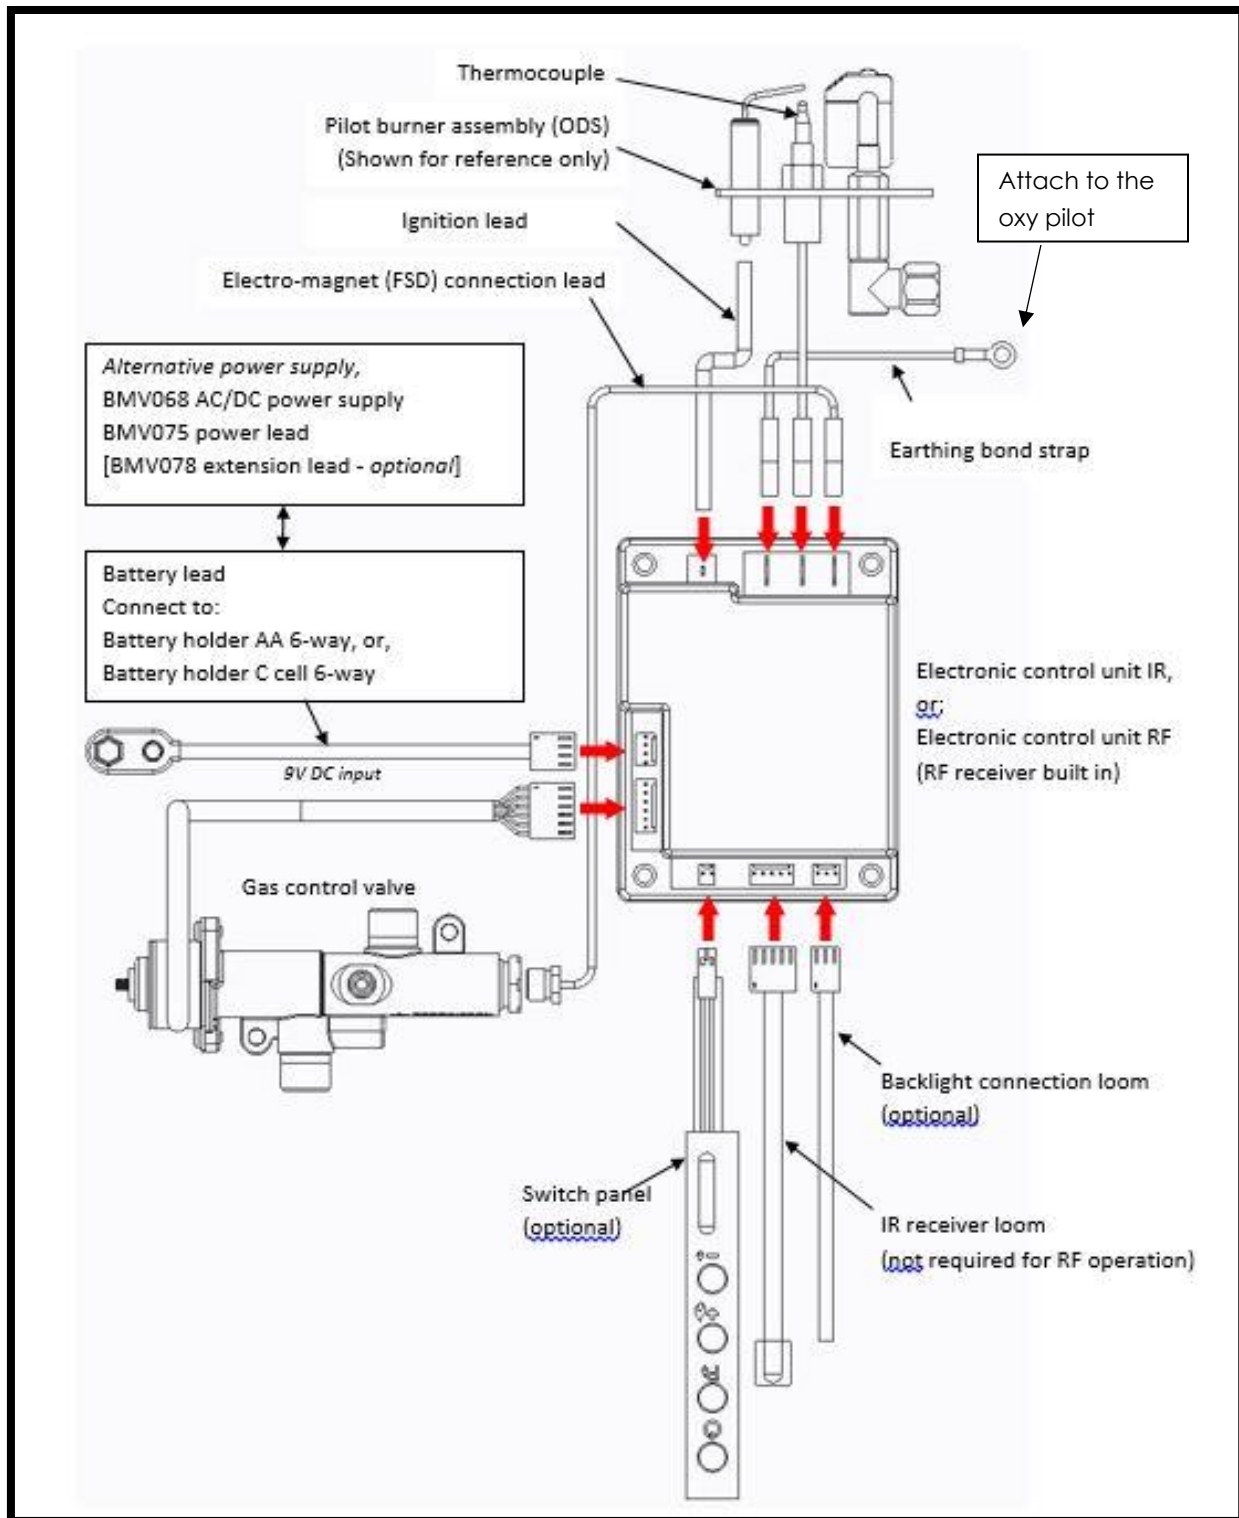 Thermocouple
Pilot burner assembly (ODS)
(Shown for reference only)
Attach to the
oxy pilot
Ignition lead
Electro-magnet (FSD) connection lead
Alternative power supply,
BMV068 AC/DC power supply
BMV075 power lead
[BMV078 extension lead - optional]
Earthing bond strap
Battery lead
Connect to:
Battery holder AA 6-way, or,
Battery holder C cell 6-way
Electronic control unit IR,
or;
Electronic control unit RF
(RF receiver built in)
9V DC input
Gas control valve
Backlight connection loom
(optional)
Switch panel
(optional)
IR receiver loom
(not required for RF operation)